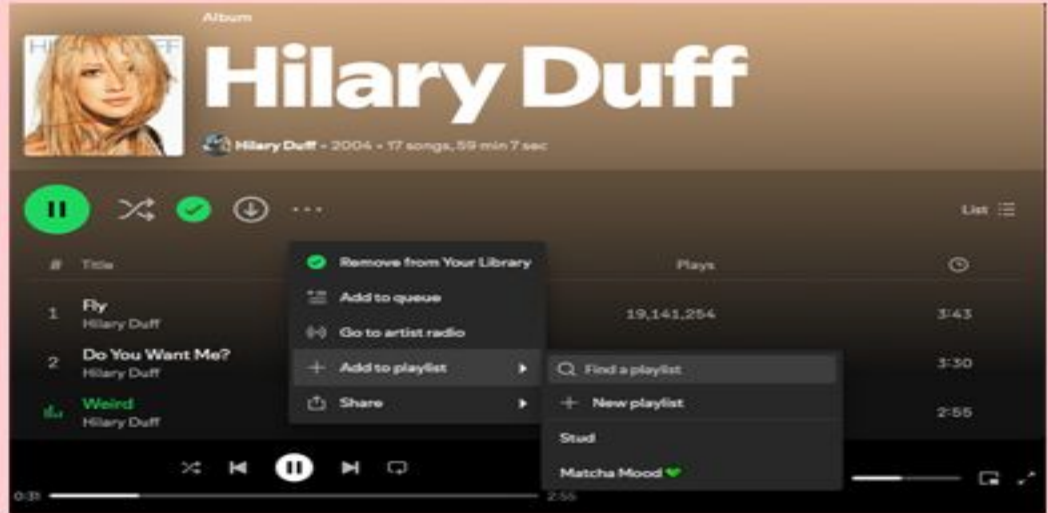 Album
HILARY DUFF
Hilary Duff
Hilary Duff • 2004 • 17 songs, 59 min 7 sec
List
# Title Plays
1 Fly 19,141,254 3:43
Hilary Duff
2 Do You Want Me? 3:30
Hilary Duff
Weird 2:55
Hilary Duff
Remove from Your Library
Add to queue
Go to artist radio
Add to playlist
Share
Find a playlist
New playlist
Stud
Matcha Mood 💚
0:31 2:55